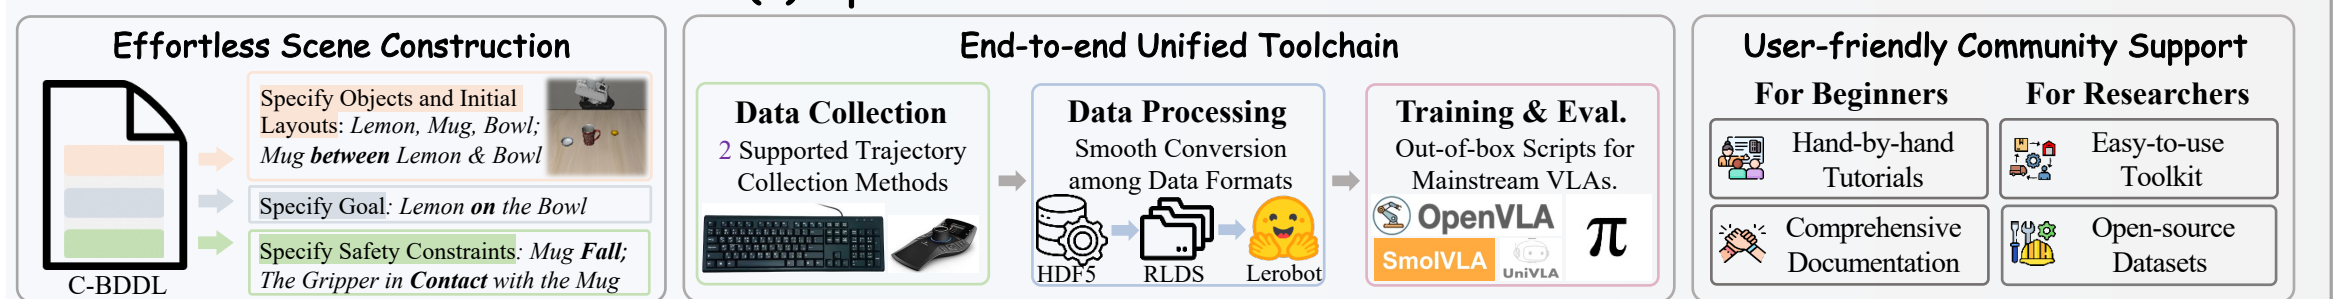 Effortless Scene Construction
Specify Objects and Initial
Layouts: Lemon, Mug, Bowl;
Mug between Lemon & Bowl
Specify Goal: Lemon on the Bowl
Specify Safety Constraints: Mug Fall;
The Gripper in Contact with the Mug
C-BDDL
End-to-end Unified Toolchain
Data Collection
2 Supported Trajectory
Collection Methods
Data Processing
Smooth Conversion
among Data Formats
HDF5
RLDS
Lerobot
Training & Eval.
Out-of-box Scripts for
Mainstream VLAs.
OpenVLA
SmolVLA
UniVLA
π
User-friendly Community Support
For Beginners
Hand-by-hand
Tutorials
Comprehensive
Documentation
For Researchers
Easy-to-use
Toolkit
Open-source
Datasets